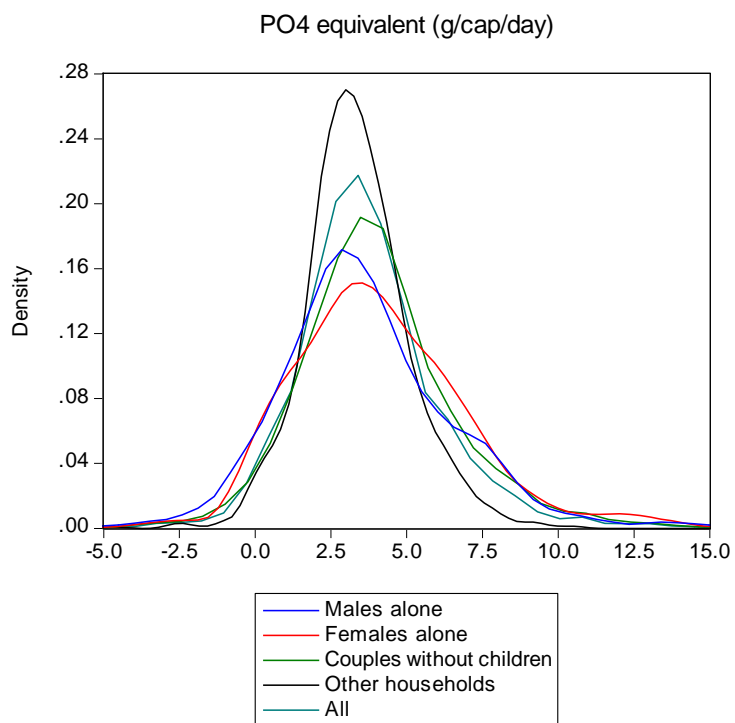 PO4 equivalent (g/cap/day)
.28
.24
.20
.16
.12
.08
.04
.00
Density
-5.0 -2.5 0.0 2.5 5.0 7.5 10.0 12.5 15.0
Males alone
Females alone
Couples without children
Other households
All